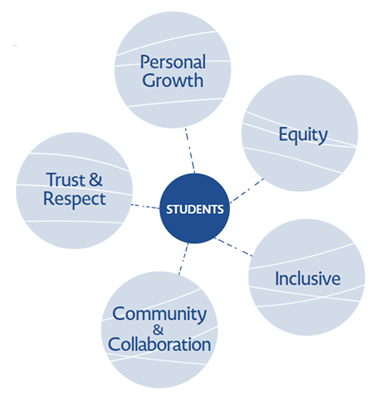 Personal
Growth
Equity
Trust &
Respect
STUDENTS
Inclusive
Community
&
Collaboration